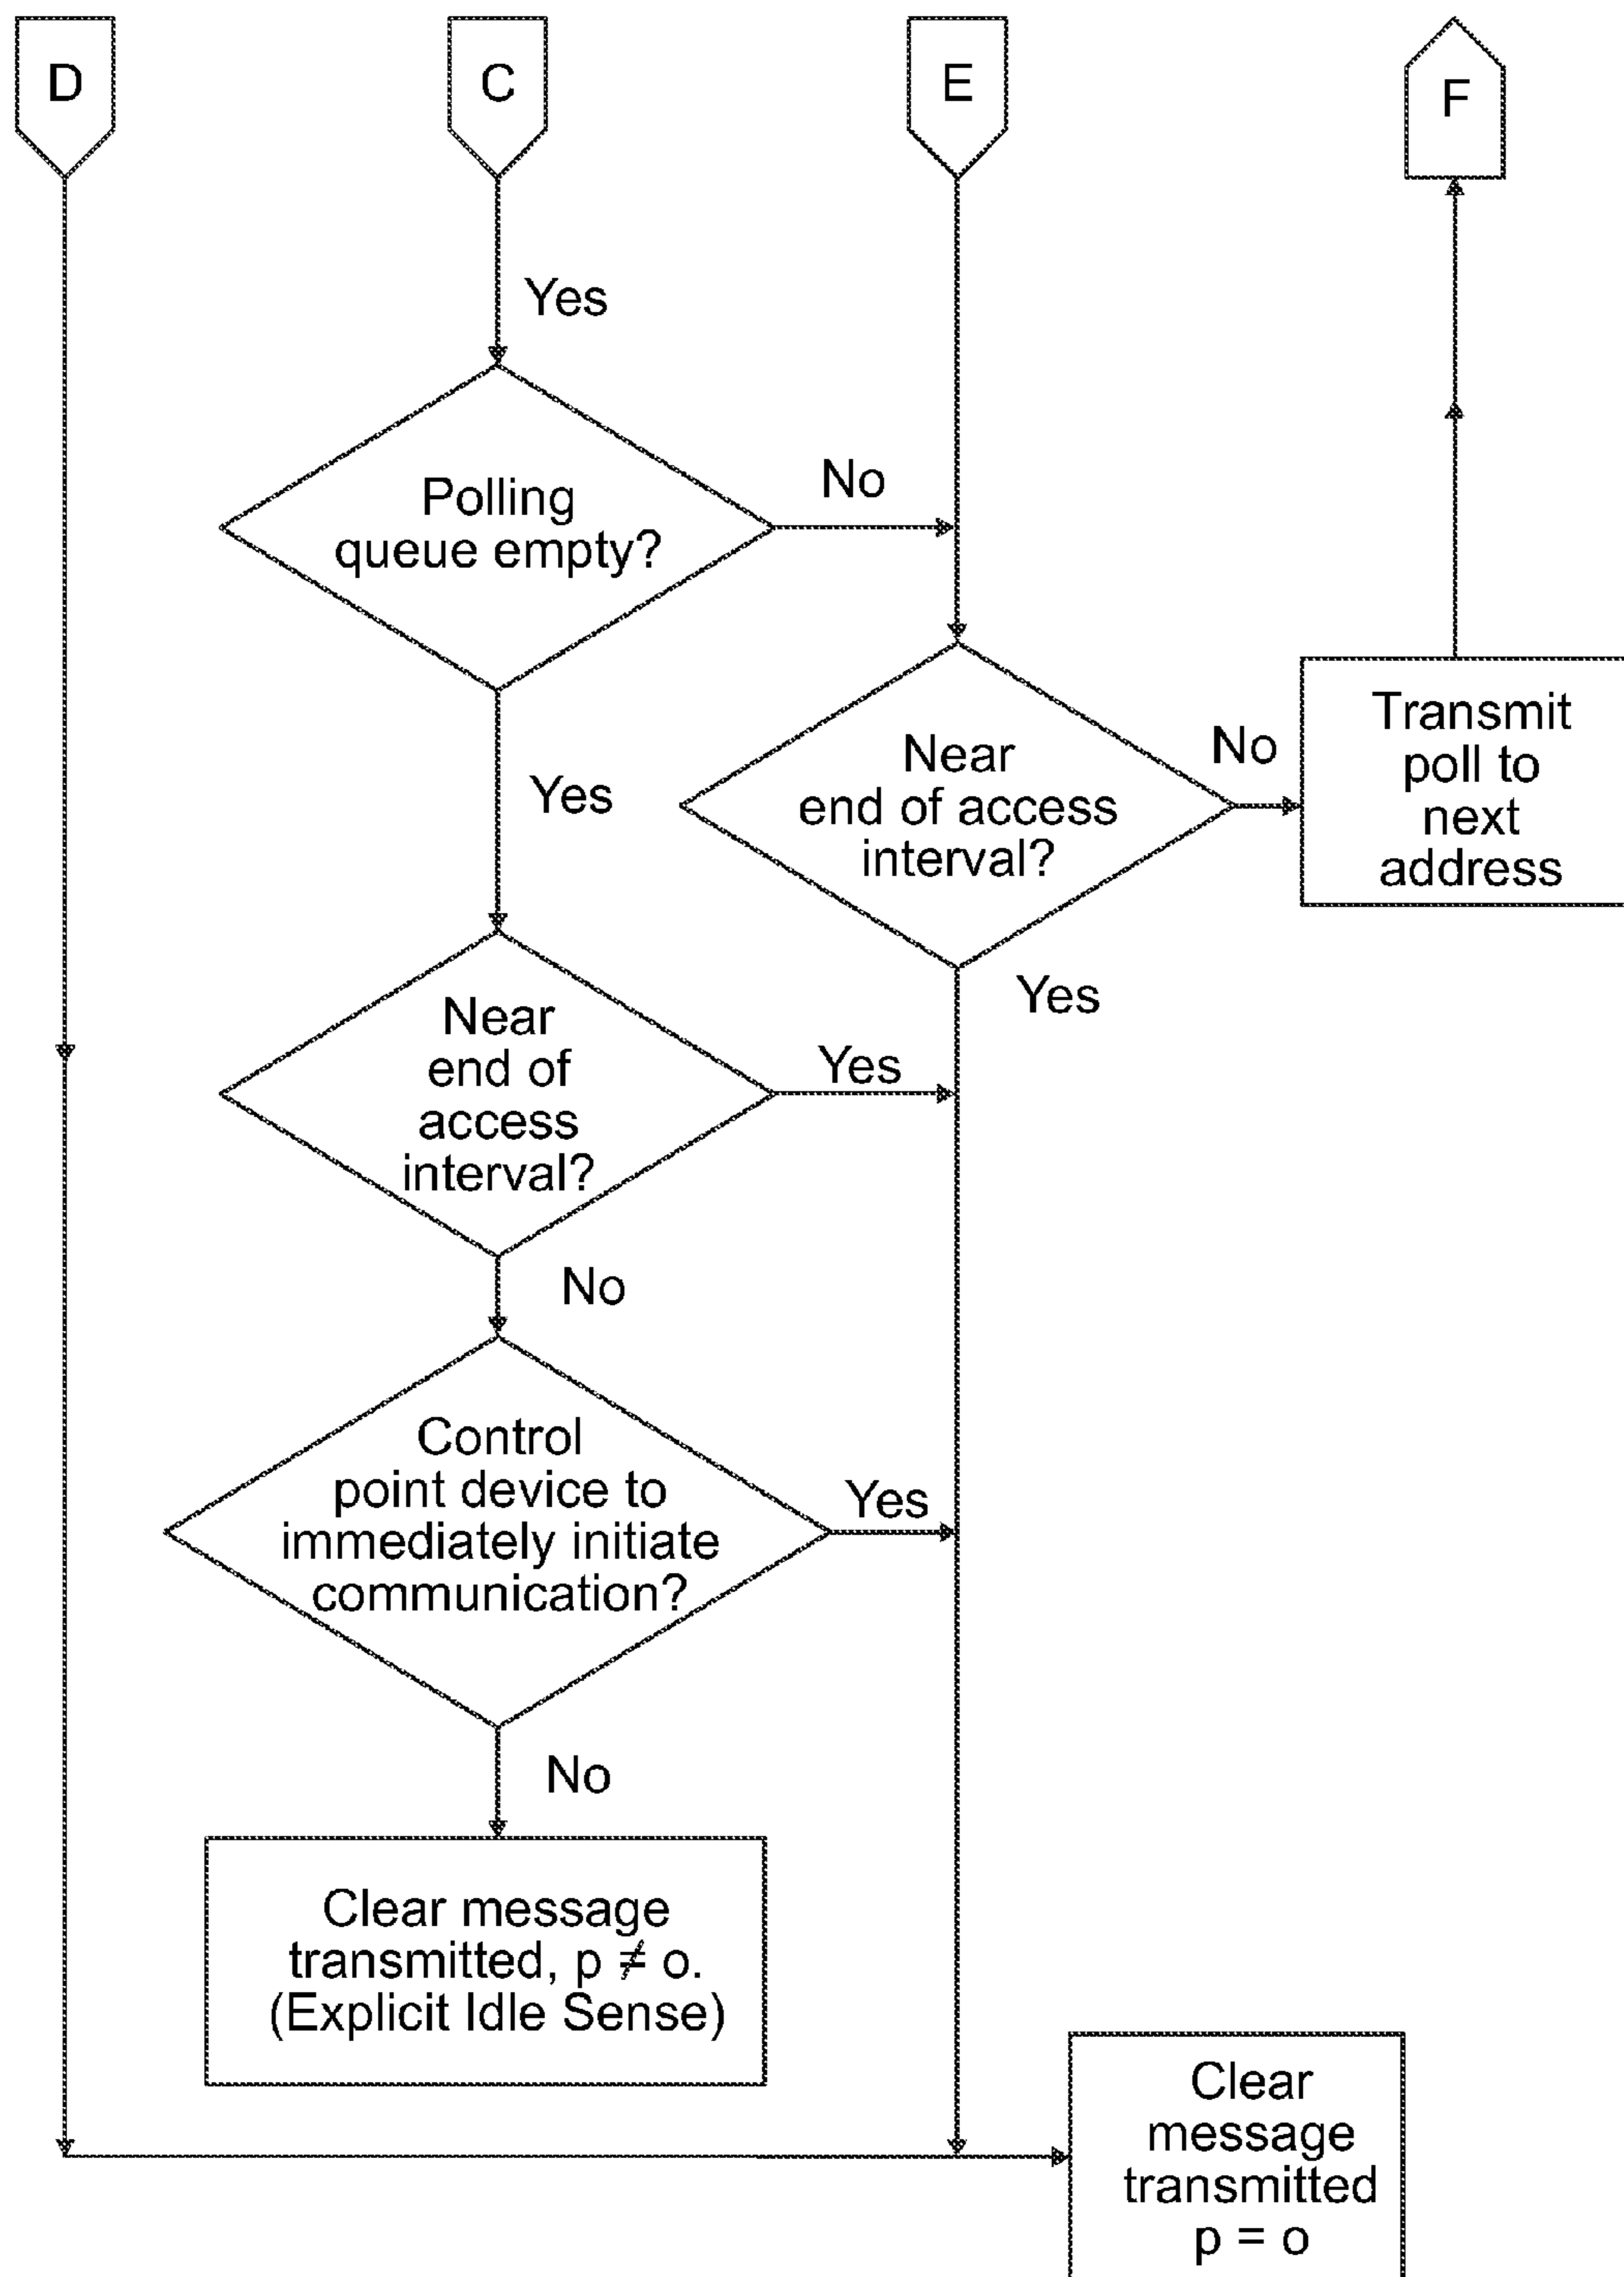 D
C
E
F
Yes
Polling
queue empty?
No
Near
end of access
interval?
No
Transmit
poll to
next
address
Yes
Yes
Near
end of
access
interval?
Yes
No
Control
point device to
immediately initiate
communication?
Yes
No
Clear message
transmitted, p ≠ o.
(Explicit Idle Sense)
Clear
message
transmitted
p = o